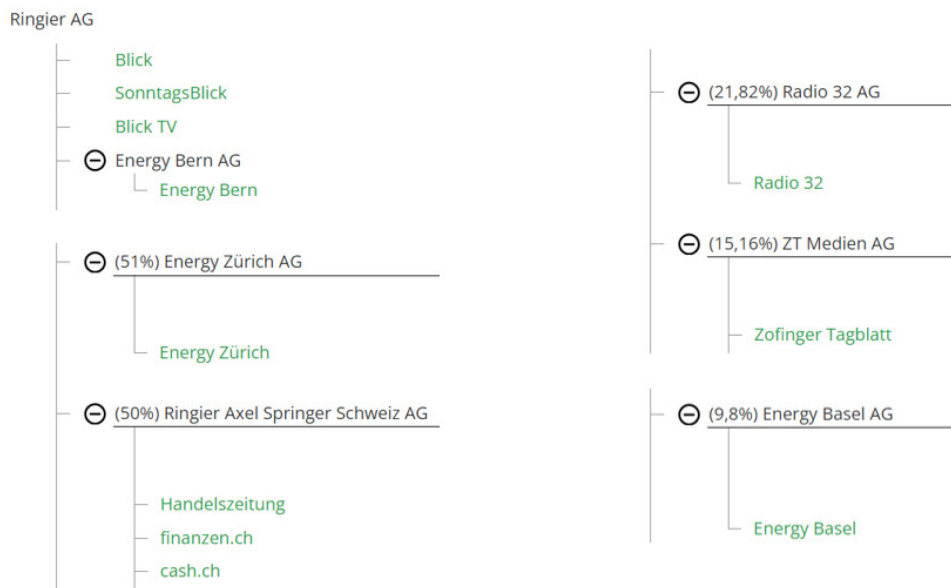 Ringier AG
Blick
SonntagsBlick
Blick TV
Energy Bern AG
Energy Bern
(51%) Energy Zürich AG
Energy Zürich
(50%) Ringier Axel Springer Schweiz AG
Handelszeitung
finanzen.ch
cash.ch
(21,82%) Radio 32 AG
Radio 32
(15,16%) ZT Medien AG
Zofinger Tagblatt
(9,8%) Energy Basel AG
Energy Basel